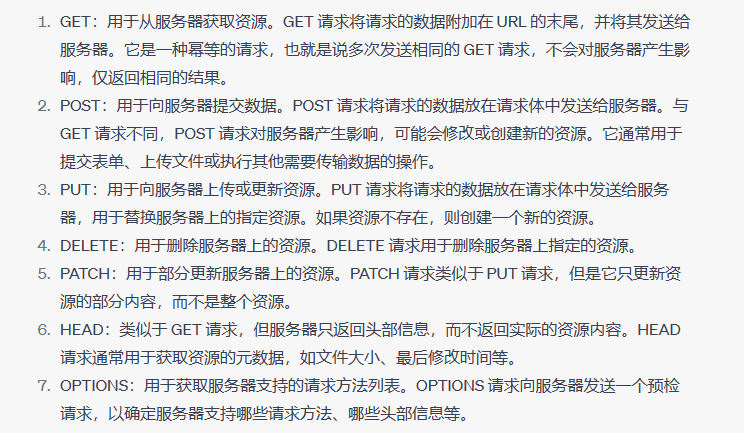 1. GET：用于从服务器获取资源。GET 请求将请求的数据附加在 URL 的末尾，并将其发送给
服务器。它是一种幂等的请求，也就是说多次发送相同的 GET 请求，不会对服务器产生影
响，仅返回相同的结果。
2. POST：用于向服务器提交数据。POST 请求将请求的数据放在请求体中发送给服务器。与
GET 请求不同，POST 请求对服务器产生影响，可能会修改或创建新的资源。它通常用于
提交表单、上传文件或执行其他需要传输数据的操作。
3. PUT：用于向服务器上传或更新资源。PUT 请求将请求的数据放在请求体中发送给服务
器，用于替换服务器上的指定资源。如果资源不存在，则创建一个新的资源。
4. DELETE：用于删除服务器上的资源。DELETE 请求用于删除服务器上指定的资源。
5. PATCH：用于部分更新服务器上的资源。PATCH 请求类似于 PUT 请求，但是它只更新资
源的部分内容，而不是整个资源。
6. HEAD：类似于 GET 请求，但服务器只返回头部信息，而不返回实际的资源内容。HEAD
请求通常用于获取资源的元数据，如文件大小、最后修改时间等。
7. OPTIONS：用于获取服务器支持的请求方法列表。OPTIONS 请求向服务器发送一个预检
请求，以确定服务器支持哪些请求方法、哪些头部信息等。